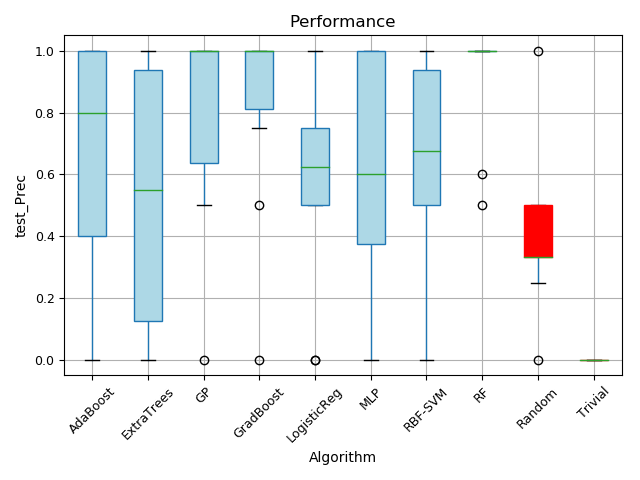 Performance
1.0
0.8
0.6
0.4
0.2
0.0
test_Prec
AdaBoost
ExtraTrees
GP
GradBoost
LogisticReg
MLP
RBF-SVM
RF
Random
Trivial
Algorithm